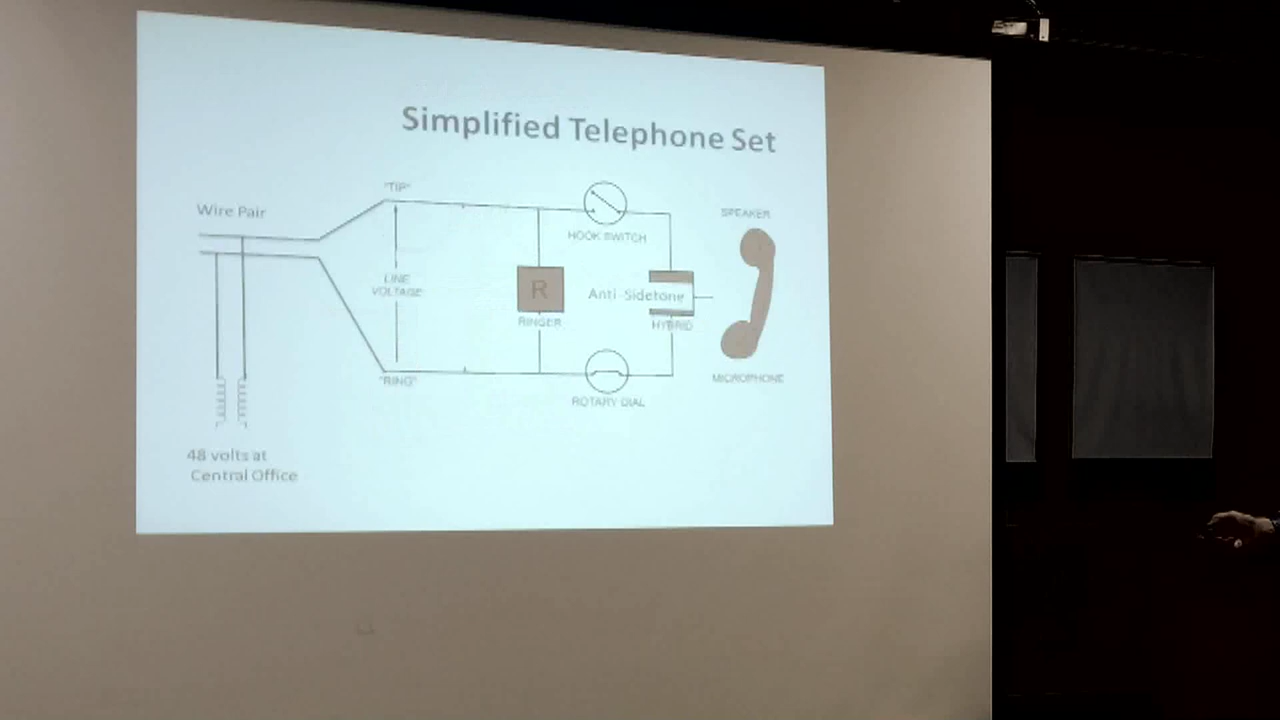 Simplified Telephone Set
"TIP"
Wire Pair
SPEAKER
HOOK SWITCH
LINE
VOLTAGE
R
Anti-Sidetone
RINGER
HYBRID
"RING"
MICROPHONE
ROTARY DIAL
48 volts at
Central Office